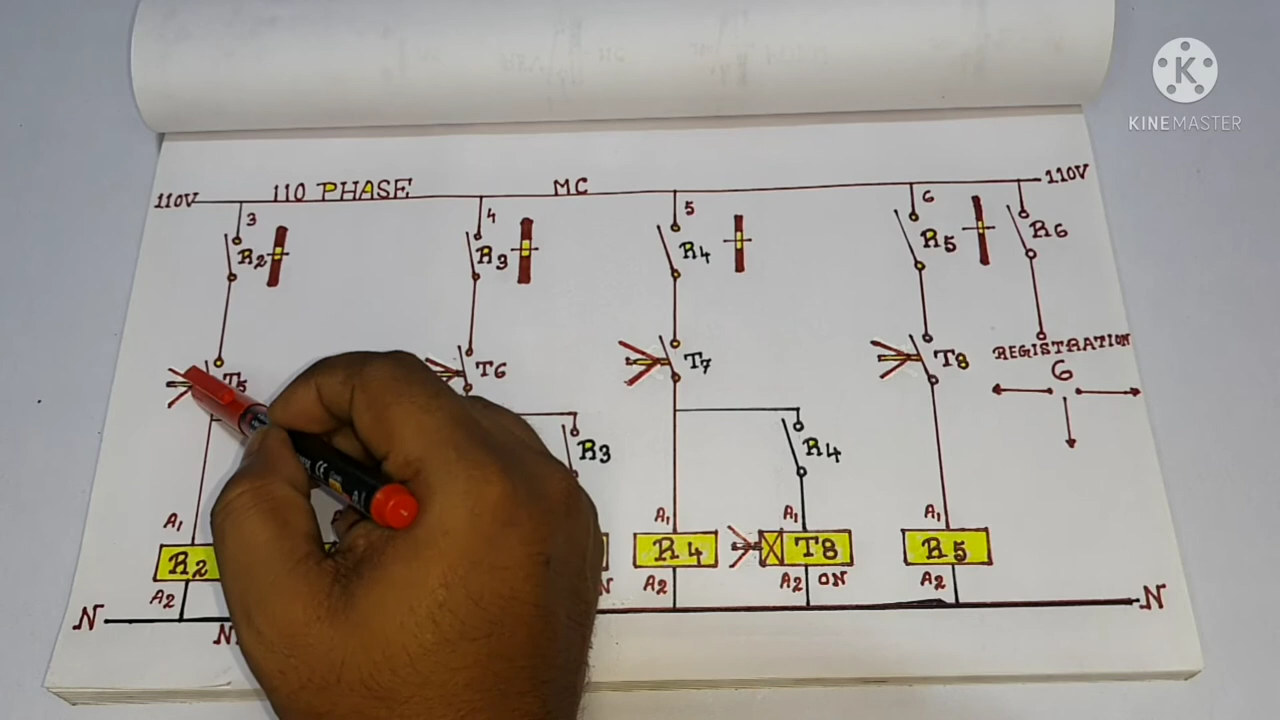 KINEMASTER
110V 110 PHASE MC 110V
3 4 5 6
R2 R3 R4 R5 R6
T5 T6 T7 T8
REGISTRATION
6
R3 R4
A1 A1 A1 A1
R2 R4 T8 R5
A2 A2 A2 ON A2
N N